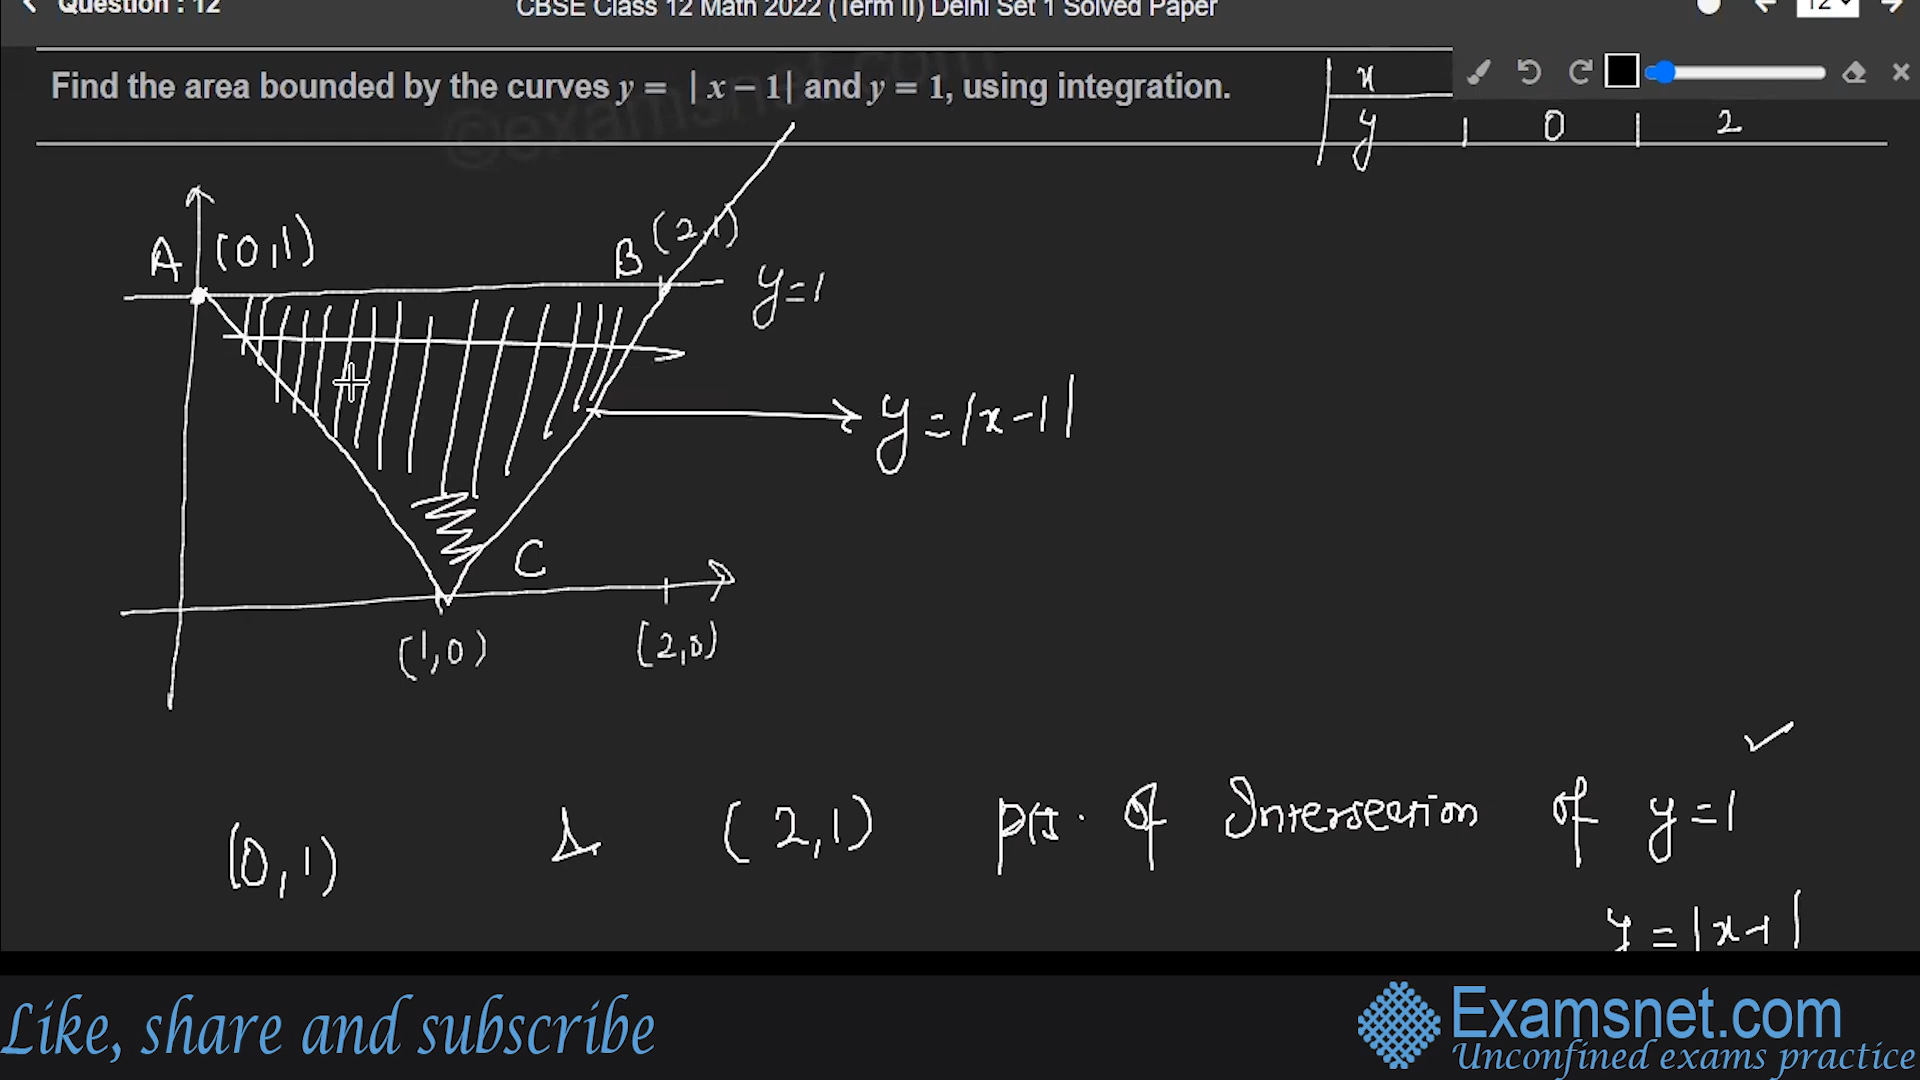 Question : 12
CBSE Class 12 Math 2022 (Term II) Delhi Set 1 Solved Paper
12
Find the area bounded by the curves y = | x − 1| and y = 1, using integration.
©examsnet.com
x
y 1 0 1 2
A (0,1)
B (2,1)
y=1
y=|x-1|
C
(1,0) (2,0)
(0,1) & (2,1) pts. Of Intersection of y=1
y=|x-1|
Like, share and subscribe
Examsnet.com
Unconfined exams practice